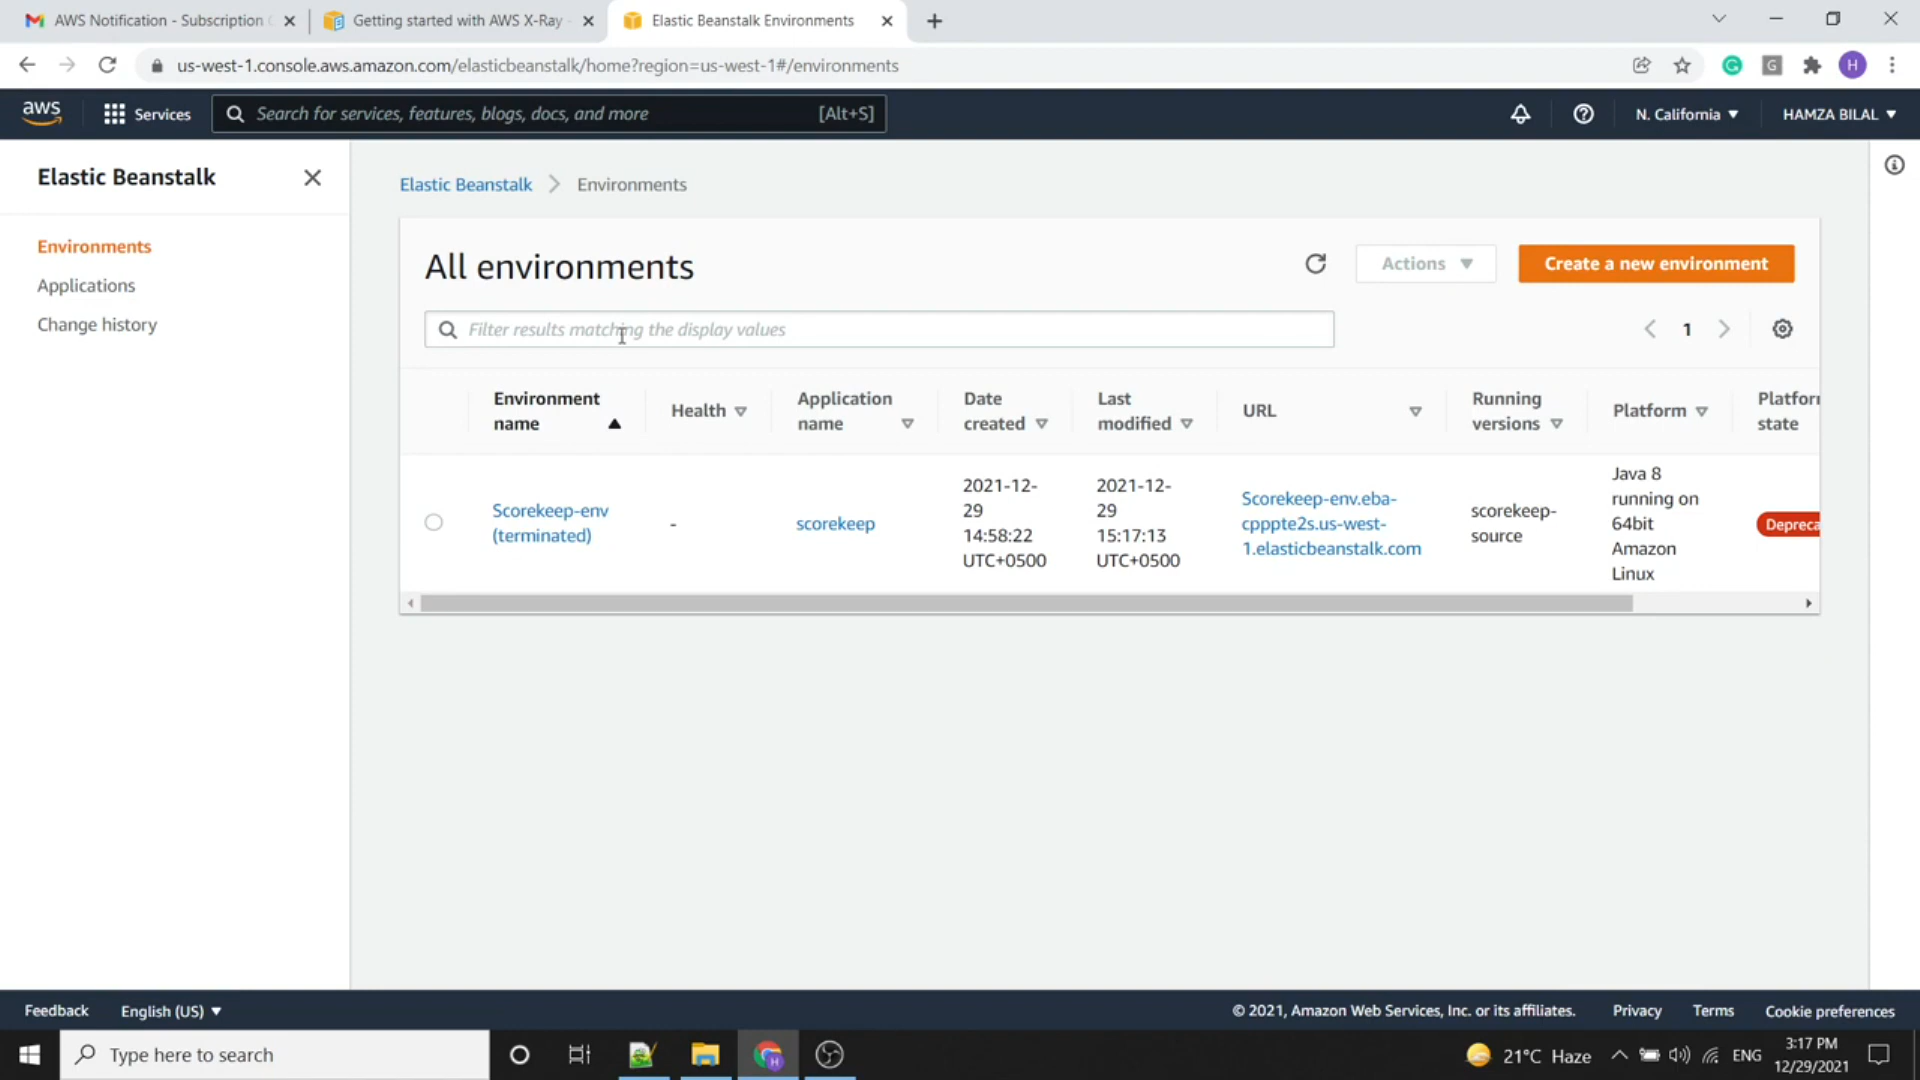 AWS Notification - Subscription
Getting started with AWS X-Ray
Elastic Beanstalk Environments
us-west-1.console.aws.amazon.com/elasticbeanstalk/home?region=us-west-1#/environments
G
G
H
aws
Services
Search for services, features, blogs, docs, and more
[Alt+S]
N. California
HAMZA BILAL
Elastic Beanstalk
Environments
Applications
Change history
Elastic Beanstalk
Environments
All environments
Actions
Create a new environment
Filter results matching the display values
1
Environment
name
Health
Application
name
Date
created
Last
modified
URL
Running
versions
Platform
Platform
state
Scorekeep-env
(terminated)
-
scorekeep
2021-12-
29
14:58:22
UTC+0500
2021-12-
29
15:17:13
UTC+0500
Scorekeep-env.eba-
cpppte2s.us-west-
1.elasticbeanstalk.com
scorekeep-
source
Java 8
running on
64bit
Amazon
Linux
Depreca
Feedback
English (US)
© 2021, Amazon Web Services, Inc. or its affiliates.
Privacy
Terms
Cookie preferences
Type here to search
H
21°C Haze
ENG
3:17 PM
12/29/2021